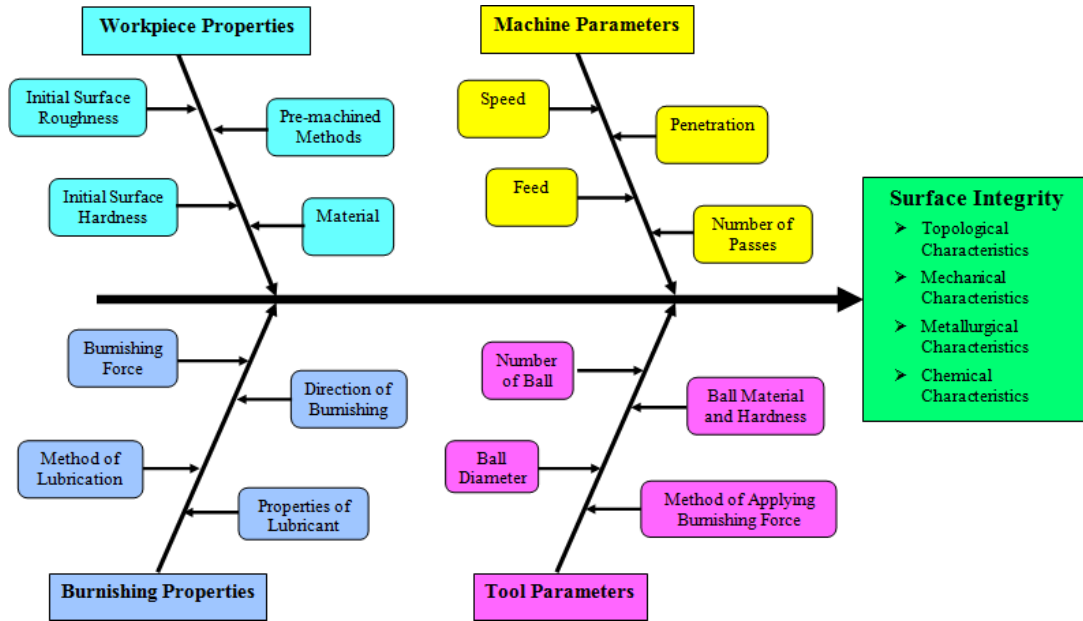 Workpiece Properties
Machine Parameters
Initial Surface
Roughness
Pre-machined
Methods
Initial Surface
Hardness
Material
Speed
Penetration
Feed
Number of
Passes
Surface Integrity
➤ Topological
Characteristics
➤ Mechanical
Characteristics
➤ Metallurgical
Characteristics
➤ Chemical
Characteristics
Burnishing
Force
Direction of
Burnishing
Method of
Lubrication
Properties of
Lubricant
Number
of Ball
Ball Material
and Hardness
Ball
Diameter
Method of Applying
Burnishing Force
Burnishing Properties
Tool Parameters